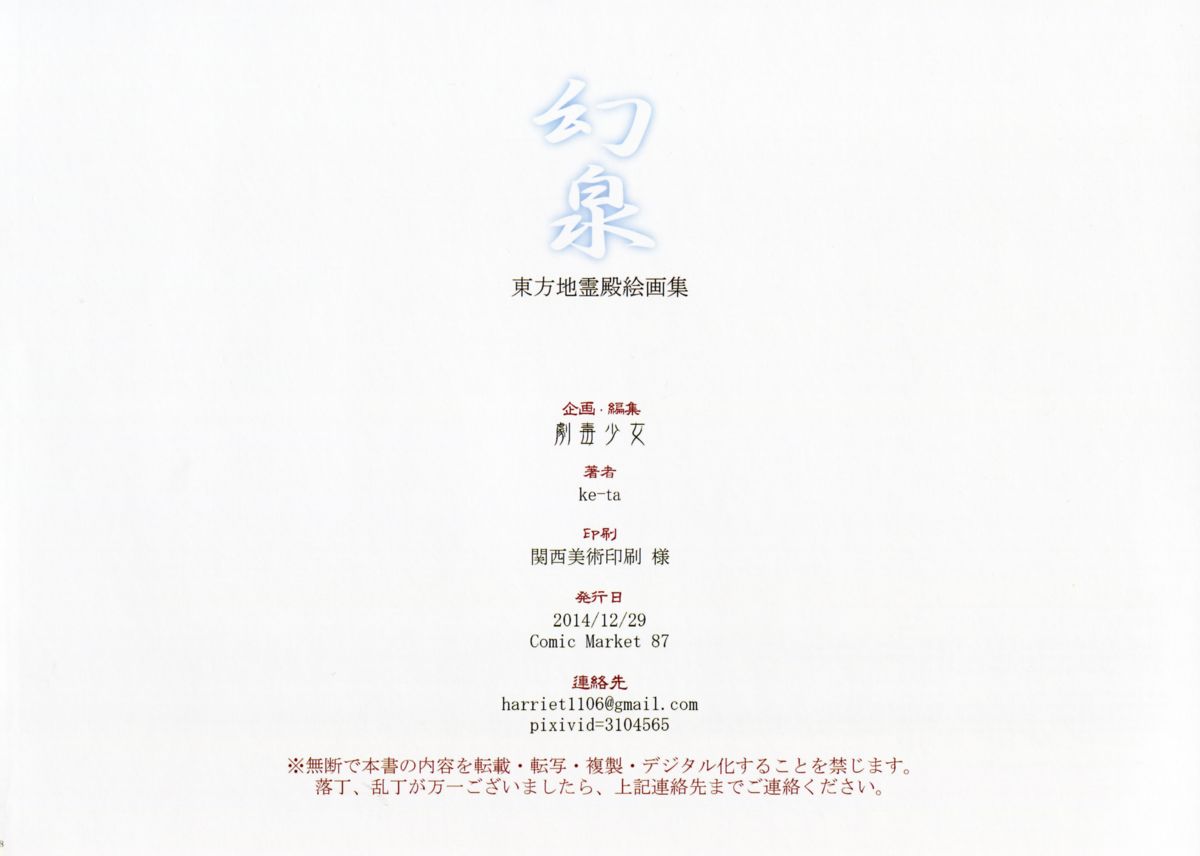 幻
泉
東方地霊殿絵画集
企画・編集
劇毒少女
著者
ke-ta
印刷
関西美術印刷 様
発行日
2014/12/29
Comic Market 87
連絡先
harriet1106@gmail.com
pixivid=3104565
※無断で本書の内容を転載・転写・複製・デジタル化することを禁じます。
落丁、乱丁が万一ございましたら、上記連絡先までご連絡ください。
8